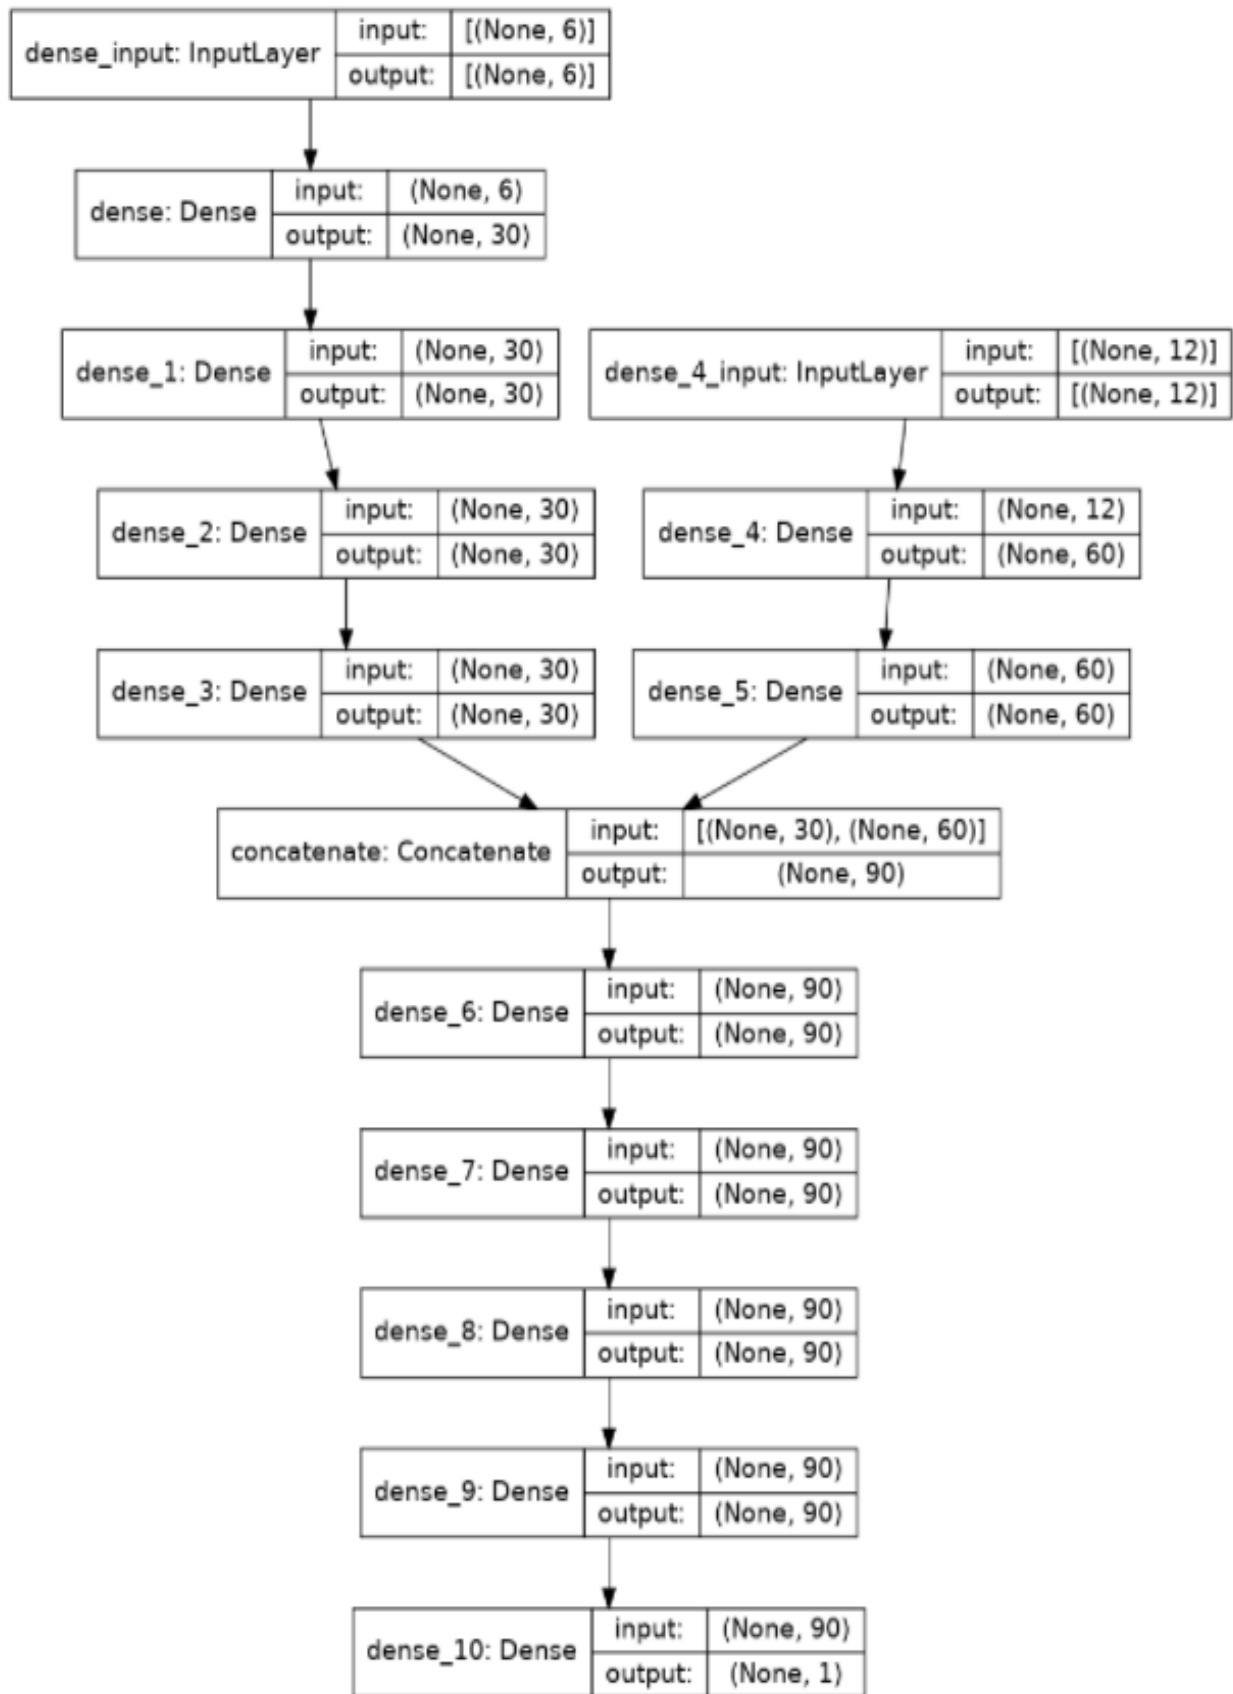 dense_input: InputLayer
input: [(None, 6)]
output: [(None, 6)]
dense: Dense
input: (None, 6)
output: (None, 30)
dense_1: Dense
input: (None, 30)
output: (None, 30)
dense_4_input: InputLayer
input: [(None, 12)]
output: [(None, 12)]
dense_2: Dense
input: (None, 30)
output: (None, 30)
dense_4: Dense
input: (None, 12)
output: (None, 60)
dense_3: Dense
input: (None, 30)
output: (None, 30)
dense_5: Dense
input: (None, 60)
output: (None, 60)
concatenate: Concatenate
input: [(None, 30), (None, 60)]
output: (None, 90)
dense_6: Dense
input: (None, 90)
output: (None, 90)
dense_7: Dense
input: (None, 90)
output: (None, 90)
dense_8: Dense
input: (None, 90)
output: (None, 90)
dense_9: Dense
input: (None, 90)
output: (None, 90)
dense_10: Dense
input: (None, 90)
output: (None, 1)